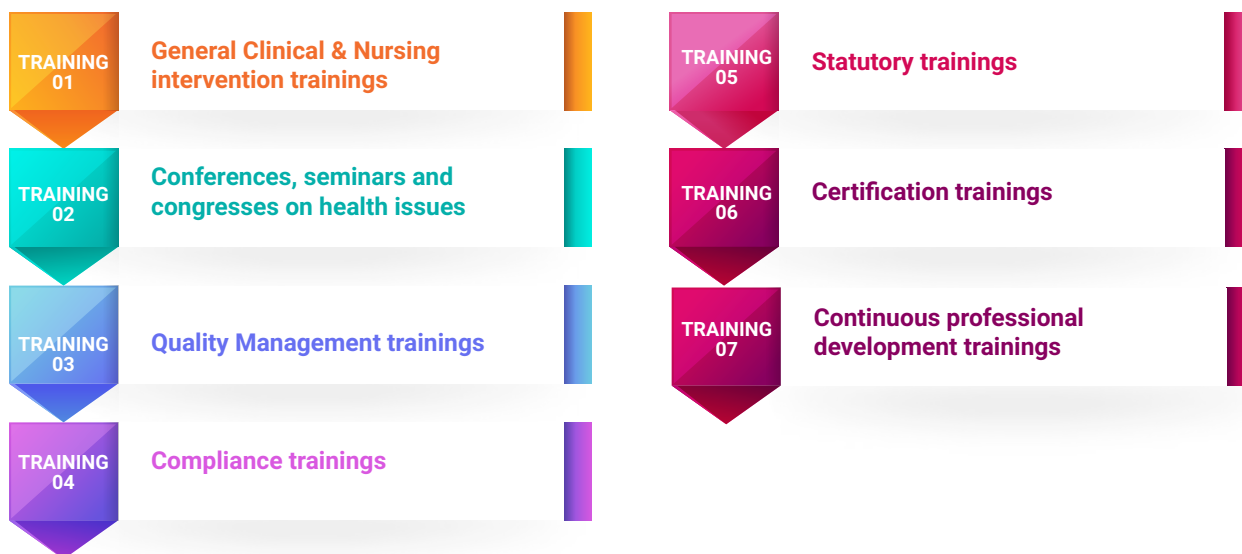 TRAINING
01
General Clinical & Nursing
intervention trainings
TRAINING
02
Conferences, seminars and
congresses on health issues
TRAINING
03
Quality Management trainings
TRAINING
04
Compliance trainings
TRAINING
05
Statutory trainings
TRAINING
06
Certification trainings
TRAINING
07
Continuous professional
development trainings